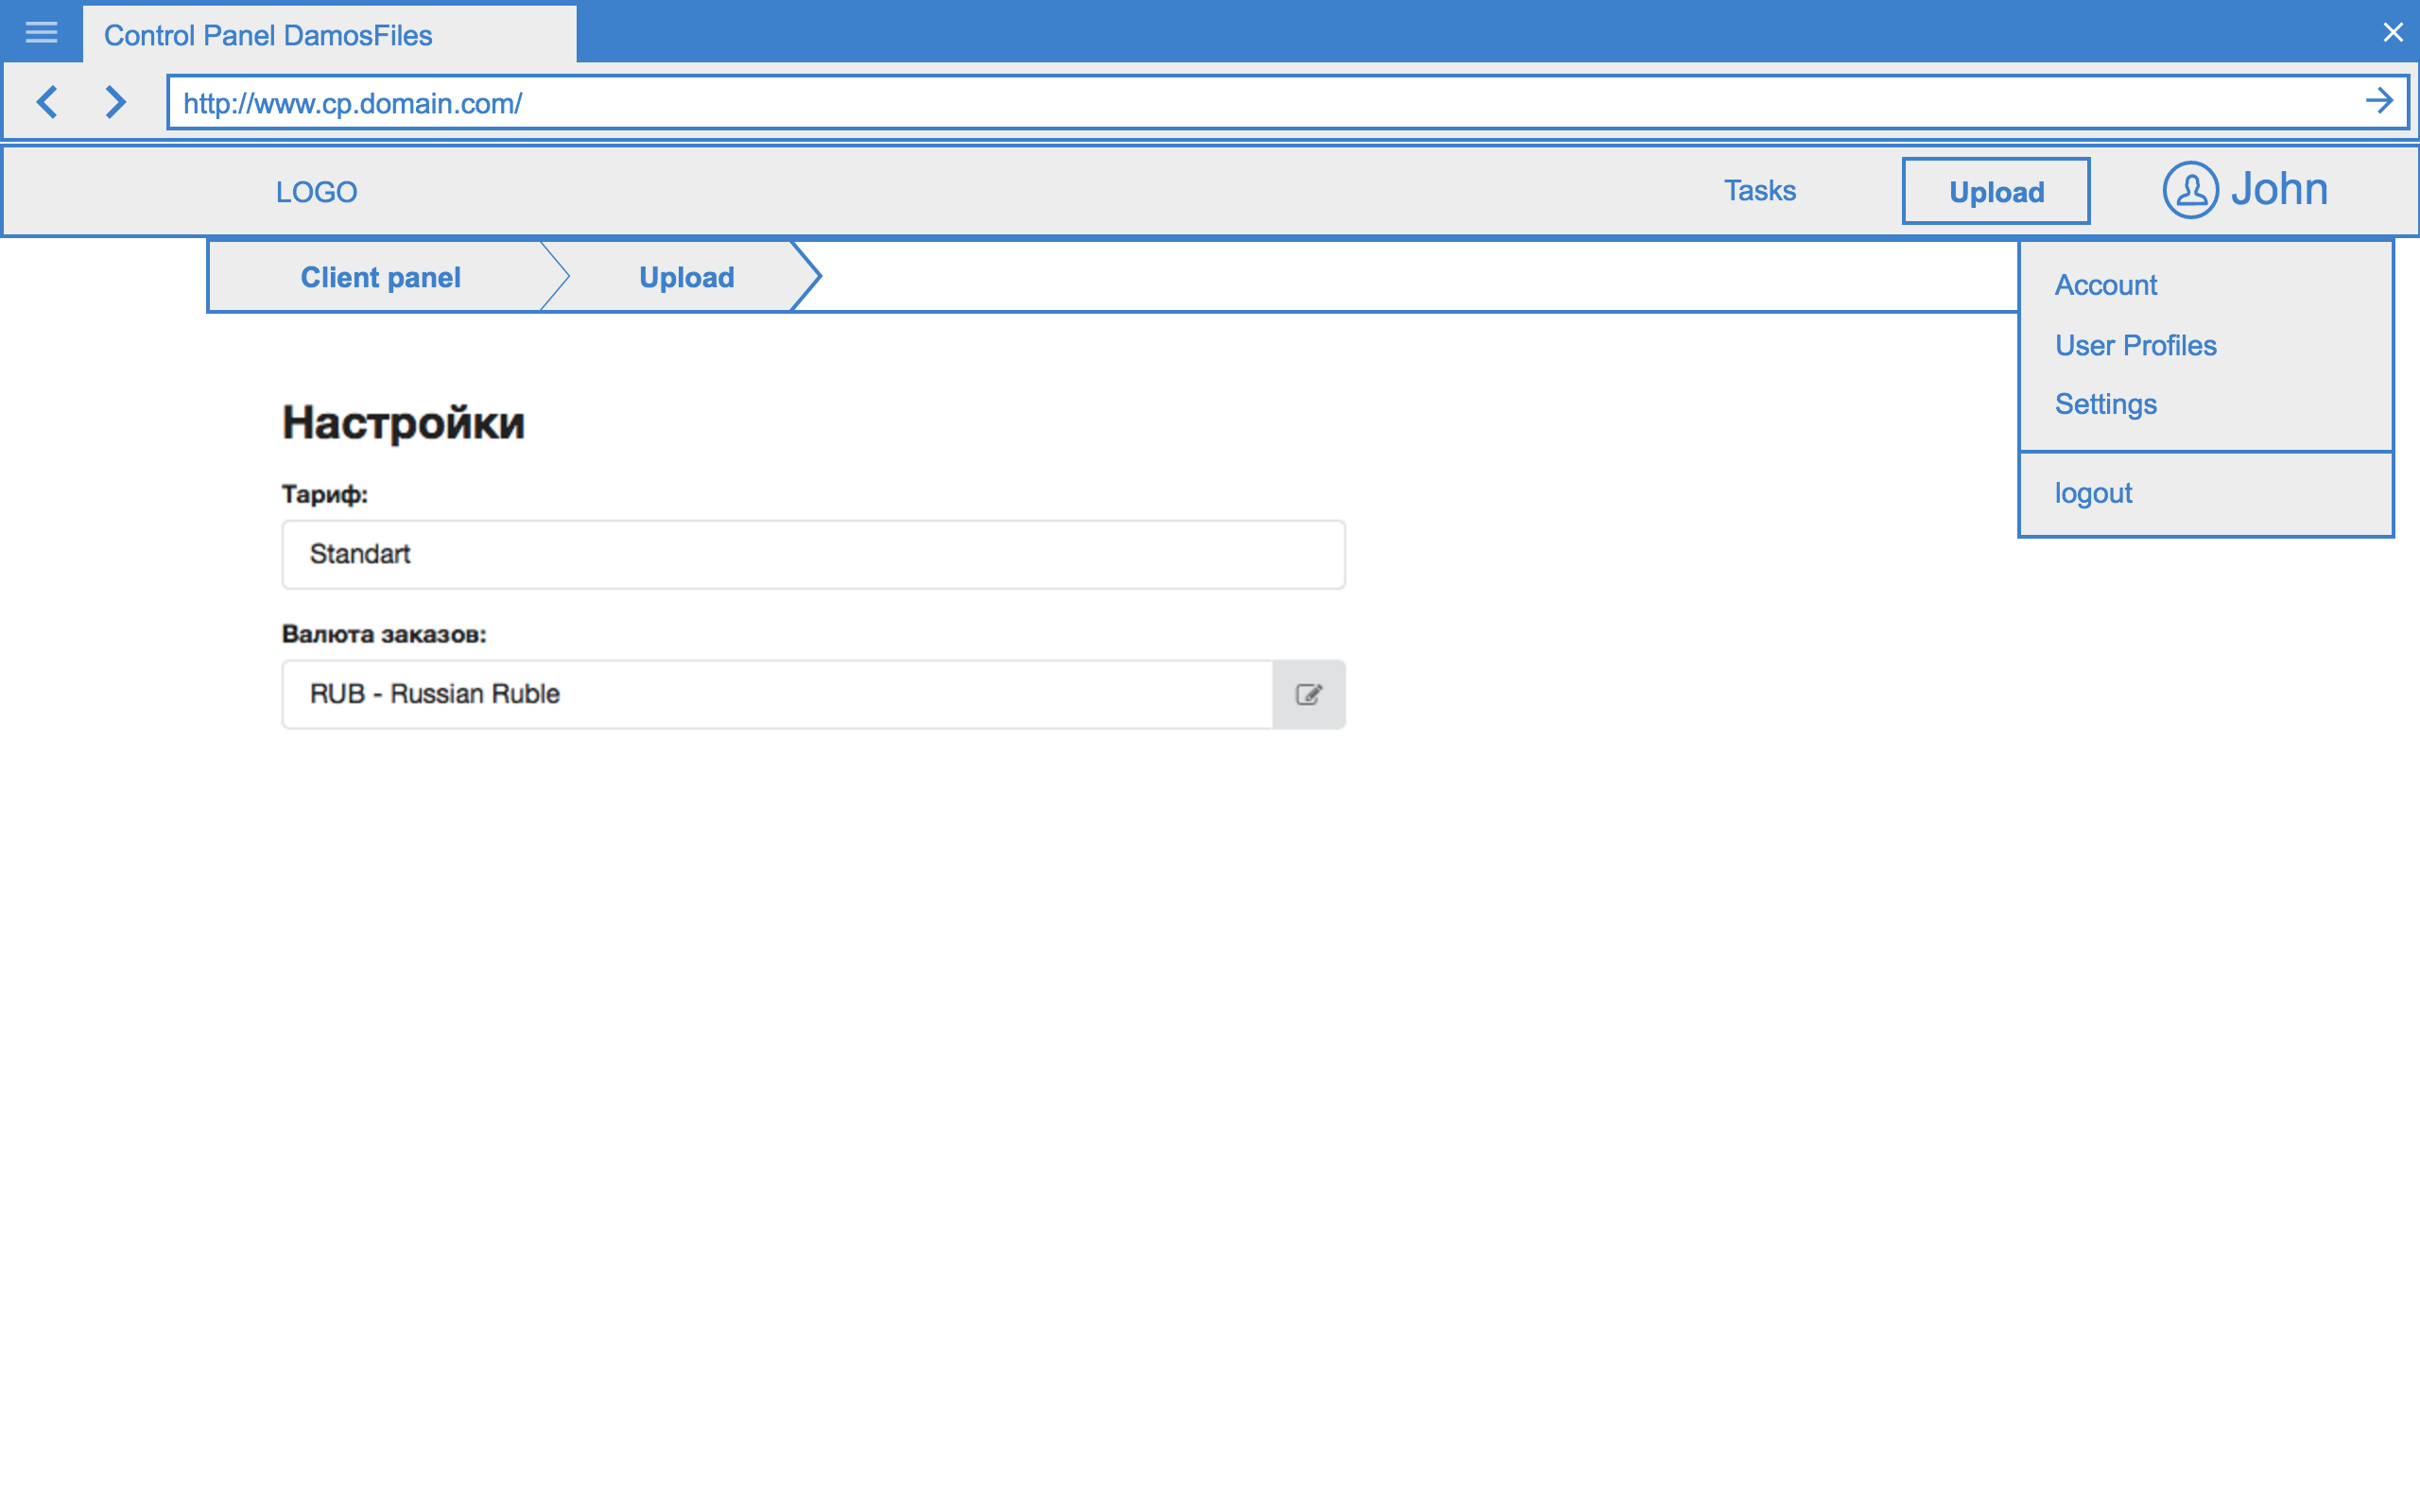 Control Panel DamosFiles
http://www.cp.domain.com/
LOGO
Tasks
Upload
John
Client panel
Upload
Account
User Profiles
Settings
logout
Настройки
Тариф:
Standart
Валюта заказов:
RUB - Russian Ruble